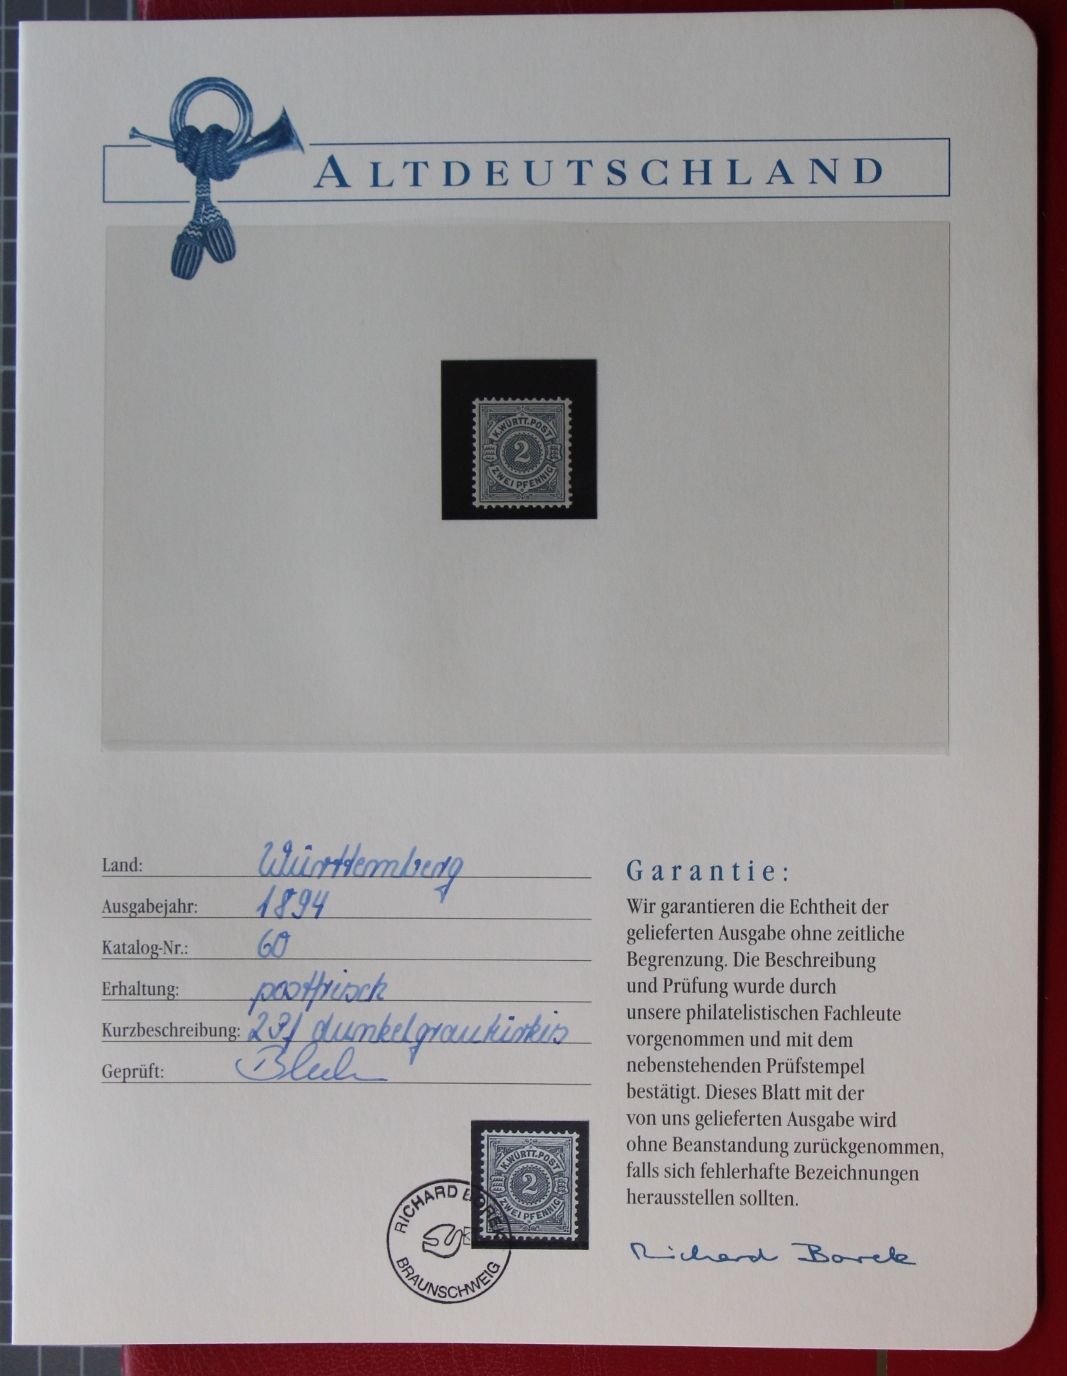 ALTDEUTSCHLAND
K.WÜRTT.POST
2
ZWEI PFENNIG
Land: Württemberg
Ausgabejahr: 1894
Katalog-Nr.: 60
Erhaltung: postfrisch
Kurzbeschreibung: 2Pf dunkelgrautürkis
Geprüft:
Garantie:
Wir garantieren die Echtheit der
gelieferten Ausgabe ohne zeitliche
Begrenzung. Die Beschreibung
und Prüfung wurde durch
unsere philatelistischen Fachleute
vorgenommen und mit dem
nebenstehenden Prüfstempel
bestätigt. Dieses Blatt mit der
von uns gelieferten Ausgabe wird
ohne Beanstandung zurückgenommen,
falls sich fehlerhafte Bezeichnungen
herausstellen sollten.
Richard Borek
K.WÜRTT.POST
2
ZWEI PFENNIG
RICHARD BOREK
BRAUNSCHWEIG